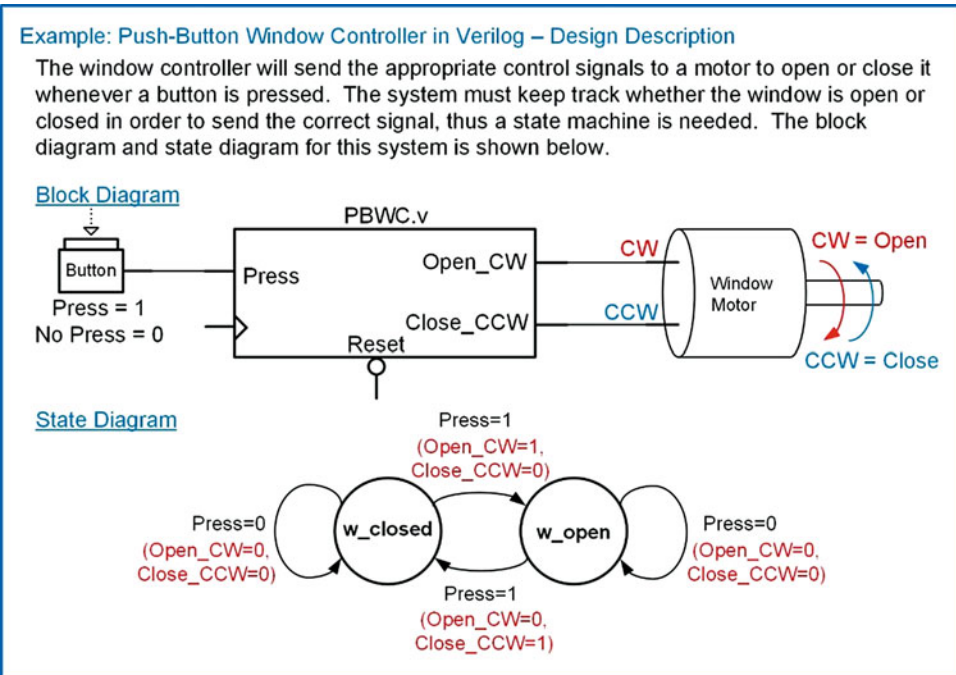 Example: Push-Button Window Controller in Verilog – Design Description
The window controller will send the appropriate control signals to a motor to open or close it
whenever a button is pressed. The system must keep track whether the window is open or
closed in order to send the correct signal, thus a state machine is needed. The block
diagram and state diagram for this system is shown below.
Block Diagram
PBWC.v
Button
Press = 1
No Press = 0
Press
Open_CW
Close_CCW
Reset
CW
CCW
Window
Motor
CW = Open
CCW = Close
State Diagram
Press=1
(Open_CW=1,
Close_CCW=0)
Press=0
(Open_CW=0,
Close_CCW=0)
w_closed
w_open
Press=0
(Open_CW=0,
Close_CCW=0)
Press=1
(Open_CW=0,
Close_CCW=1)